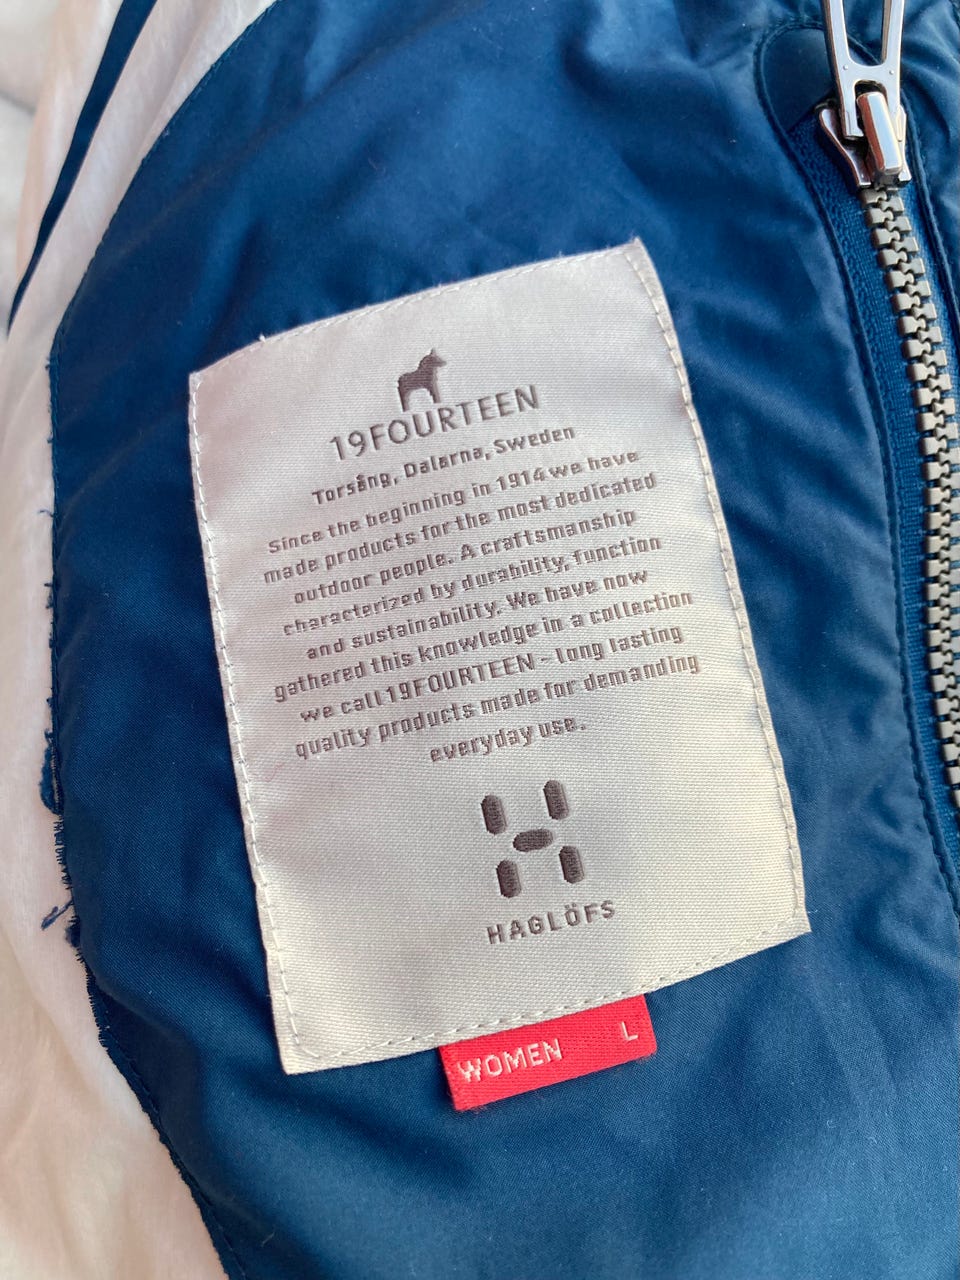 19FOURTEEN
Torsång, Dalarna, Sweden
Since the beginning in 1914 we have
made products for the most dedicated
outdoor people. A craftsmanship
characterized by durability, function
and sustainability. We have now
gathered this knowledge in a collection
we call 19FOURTEEN - long lasting
quality products made for demanding
everyday use.
HAGLÖFS
WOMEN L